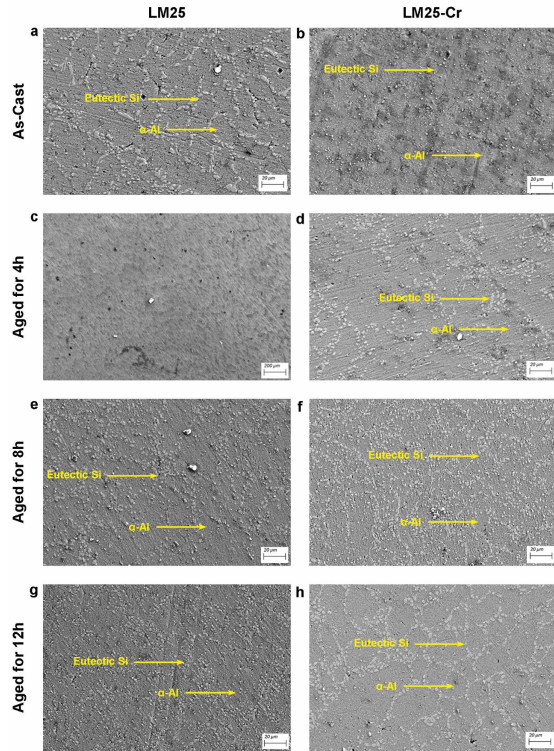 LM25
LM25-Cr
As-Cast
a
Eutectic Si
α-Al
20 µm
b
Eutectic Si
α-Al
20 µm
Aged for 4h
c
200 µm
d
Eutectic Si
α-Al
20 µm
Aged for 8h
e
Eutectic Si
α-Al
20 µm
f
Eutectic Si
α-Al
20 µm
Aged for 12h
g
Eutectic Si
α-Al
20 µm
h
Eutectic Si
α-Al
20 µm